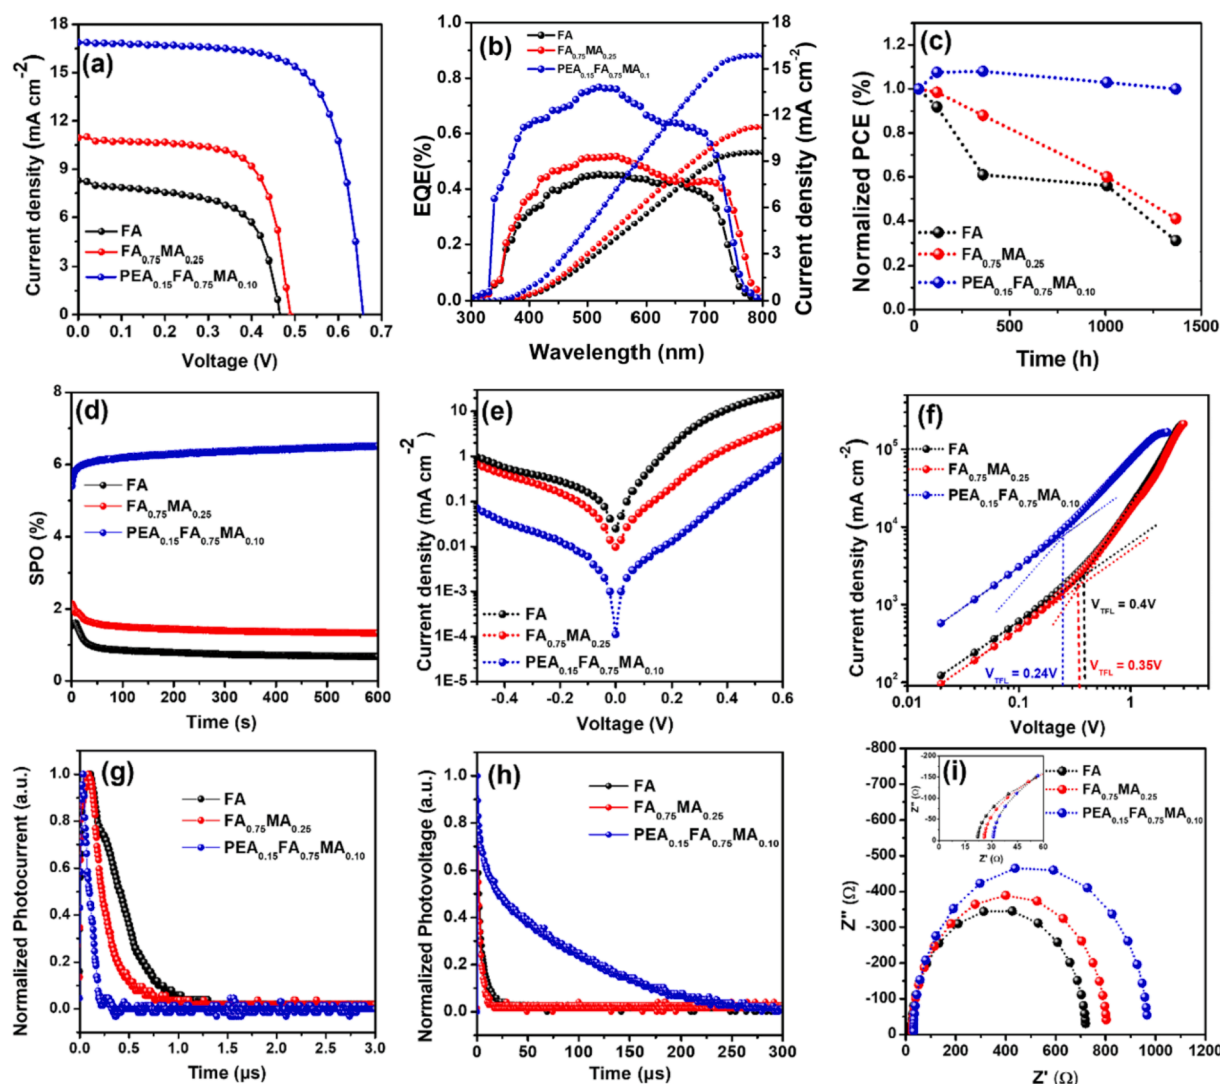 (a)
Current density (mA cm⁻²)
18
15
12
9
6
3
0
FA
FA₀.₇₅MA₀.₂₅
PEA₀.₁₅FA₀.₇₅MA₀.₁₀
0.0 0.1 0.2 0.3 0.4 0.5 0.6 0.7
Voltage (V)
(b)
EQE(%)
1.0
0.8
0.6
0.4
0.2
0.0
FA
FA₀.₇₅MA₀.₂₅
PEA₀.₁₅FA₀.₇₅MA₀.₁
18
15
12
9
6
3
0
Current density (mA cm⁻²)
300 400 500 600 700 800
Wavelength (nm)
(c)
Normalized PCE (%)
1.2
1.0
0.8
0.6
0.4
0.2
0.0
FA
FA₀.₇₅MA₀.₂₅
PEA₀.₁₅FA₀.₇₅MA₀.₁₀
0 500 1000 1500
Time (h)
(d)
SPO (%)
8
6
4
2
0
FA
FA₀.₇₅MA₀.₂₅
PEA₀.₁₅FA₀.₇₅MA₀.₁₀
0 100 200 300 400 500 600
Time (s)
(e)
Current density (mA cm⁻²)
10
1
0.1
0.01
1E-3
1E-4
1E-5
FA
FA₀.₇₅MA₀.₂₅
PEA₀.₁₅FA₀.₇₅MA₀.₁₀
-0.4 -0.2 0.0 0.2 0.4 0.6
Voltage (V)
(f)
Current density (mA cm⁻²)
10⁵
10⁴
10³
10²
FA
FA₀.₇₅MA₀.₂₅
PEA₀.₁₅FA₀.₇₅MA₀.₁₀
V_TFL = 0.4V
V_TFL = 0.24V
V_TFL = 0.35V
0.01 0.1 1
Voltage (V)
(g)
Normalized Photocurrent (a.u.)
1.0
0.8
0.6
0.4
0.2
0.0
FA
FA₀.₇₅MA₀.₂₅
PEA₀.₁₅FA₀.₇₅MA₀.₁₀
0.0 0.5 1.0 1.5 2.0 2.5 3.0
Time (µs)
(h)
Normalized Photovoltage (a.u.)
1.0
0.8
0.6
0.4
0.2
0.0
FA
FA₀.₇₅MA₀.₂₅
PEA₀.₁₅FA₀.₇₅MA₀.₁₀
0 50 100 150 200 250 300
Time (µs)
(i)
Z'' (Ω)
-800
-700
-600
-500
-400
-300
-200
-100
0
FA
FA₀.₇₅MA₀.₂₅
PEA₀.₁₅FA₀.₇₅MA₀.₁₀
Z'' (Ω)
-200
-150
-100
-50
0
0 15 30 45 60
Z' (Ω)
0 200 400 600 800 1000 1200
Z' (Ω)